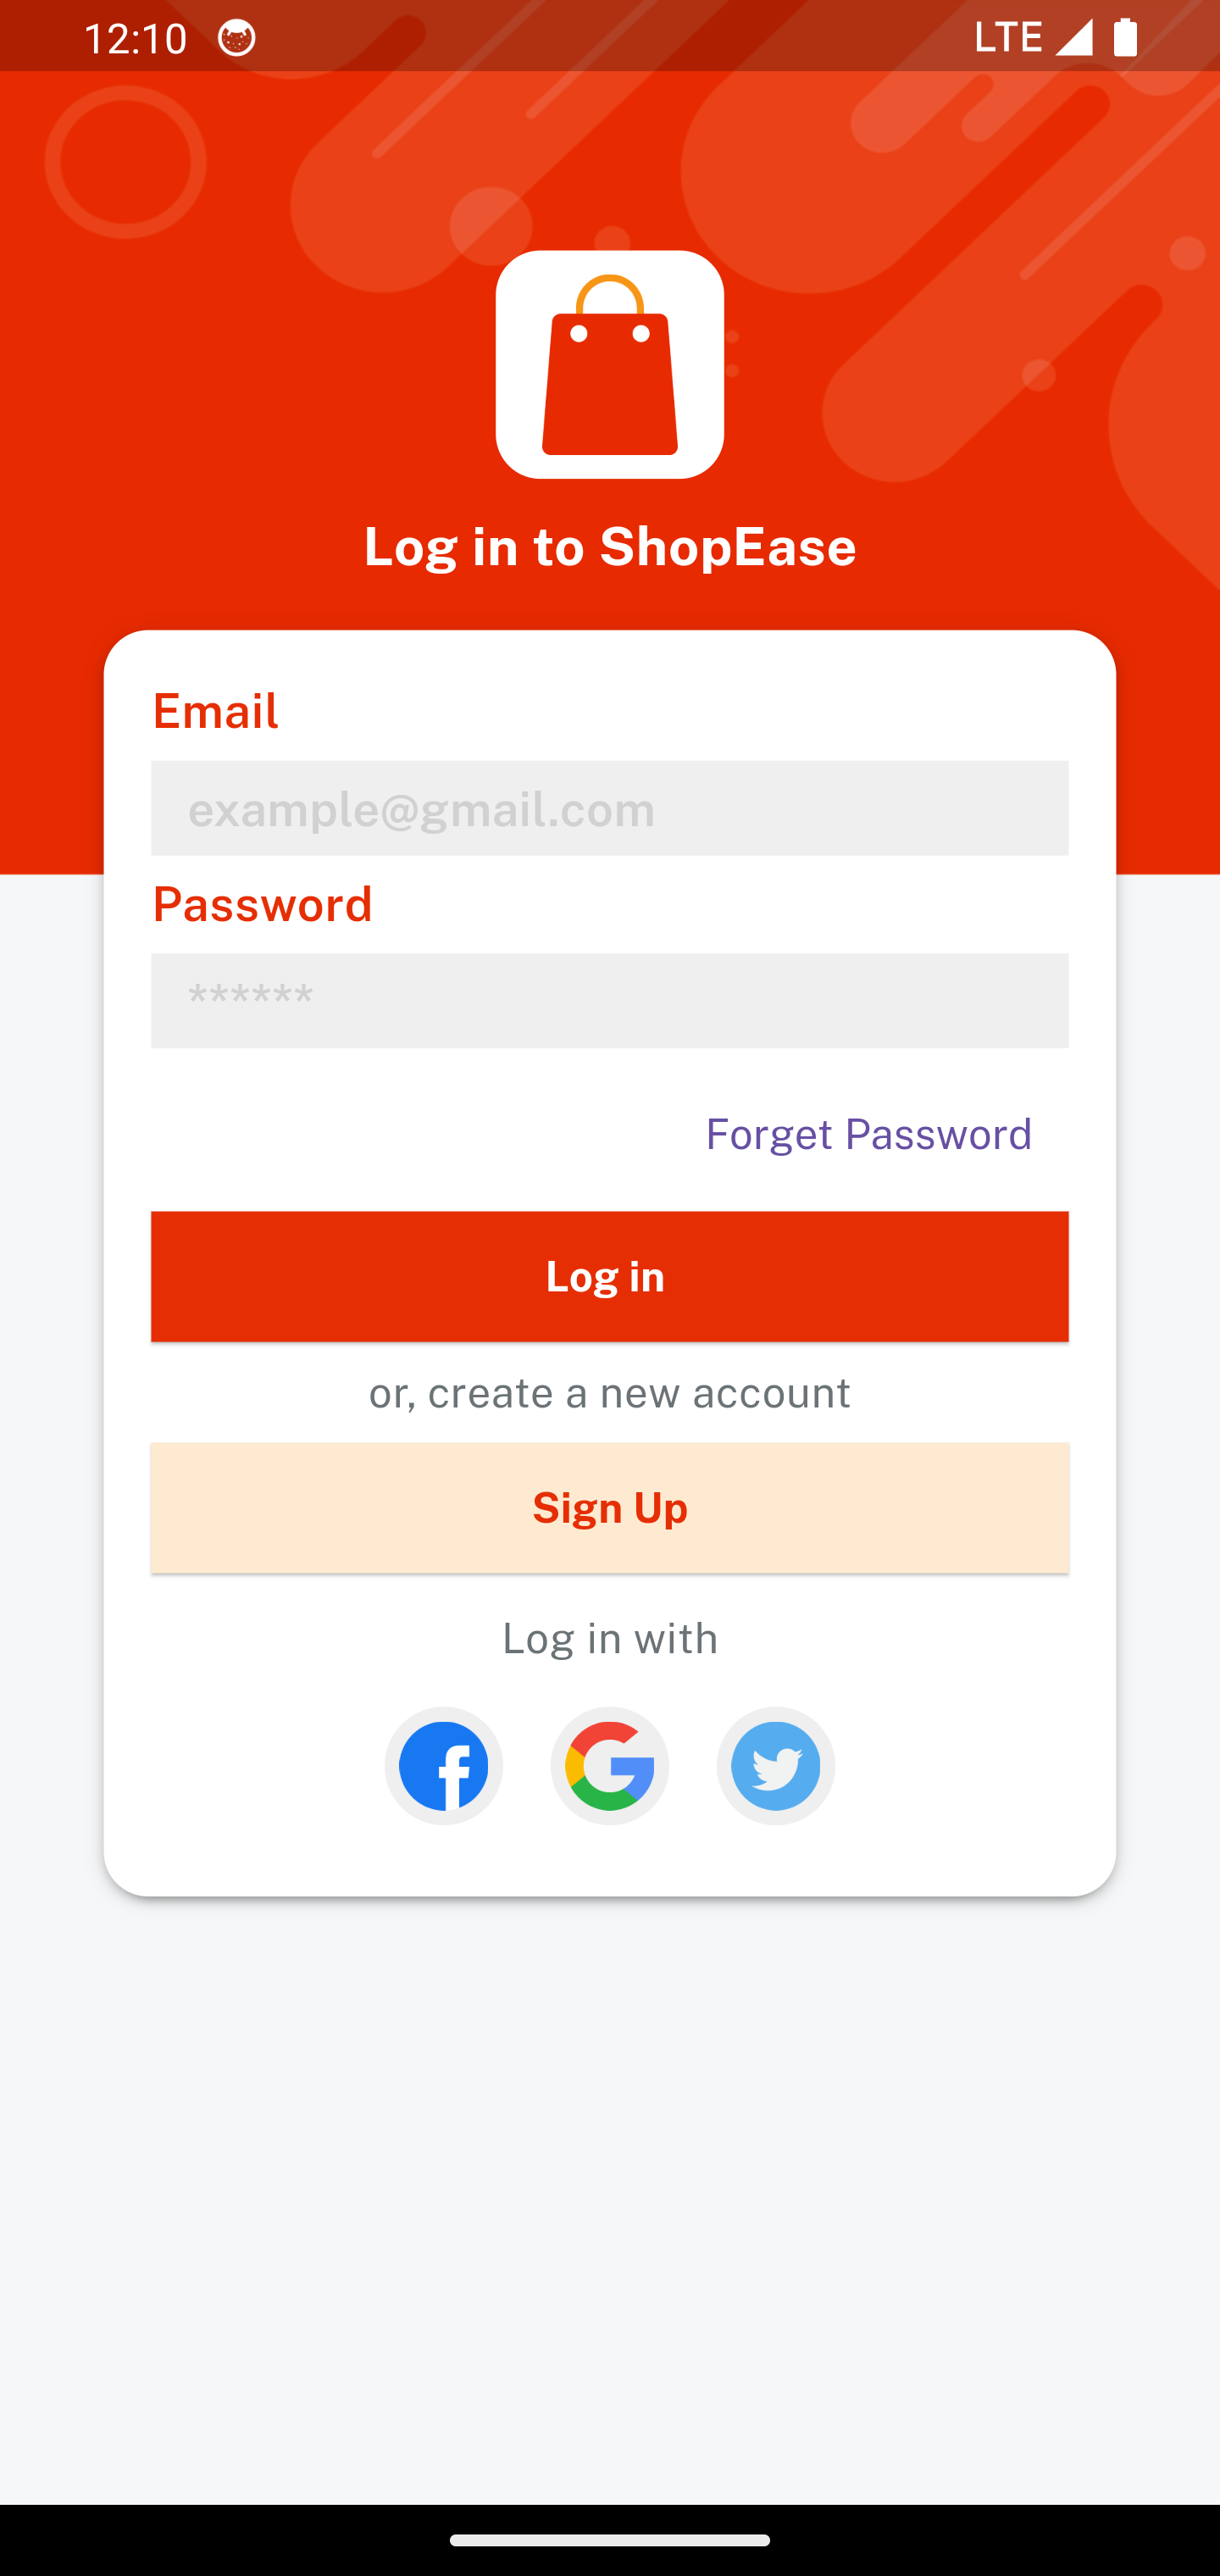 12:10 LTE
Log in to ShopEase
Email
example@gmail.com
Password
******
Forget Password
Log in
or, create a new account
Sign Up
Log in with